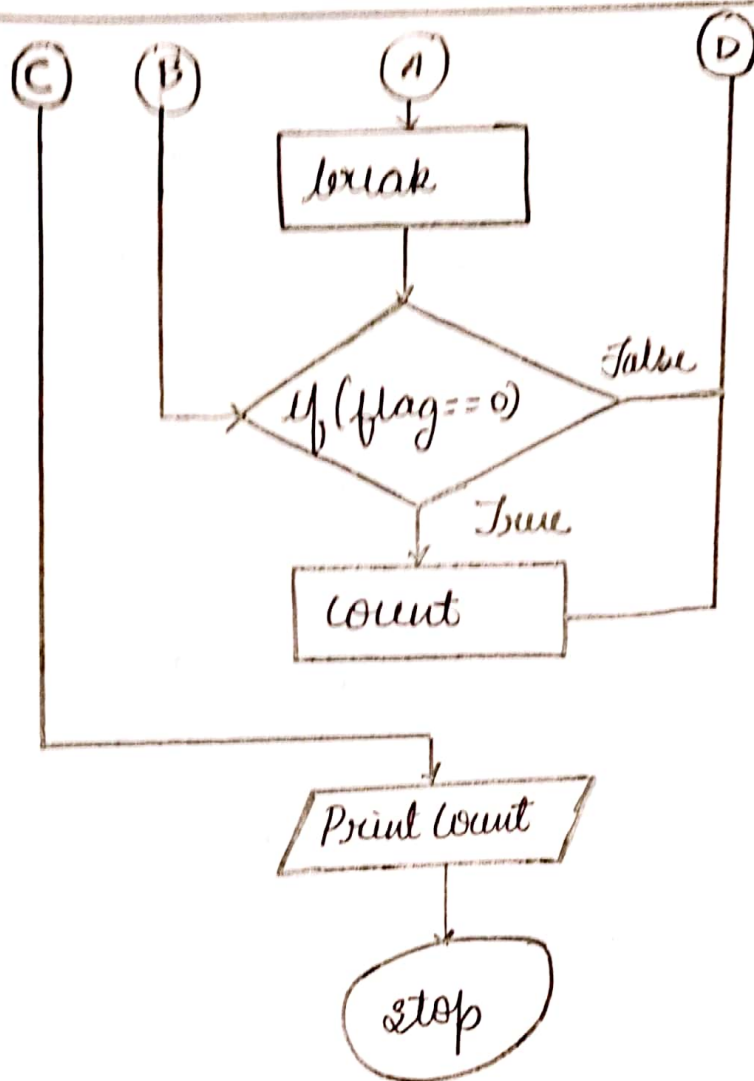 C B A D
break
False
if (flag==0)
True
Count
Print Count
stop